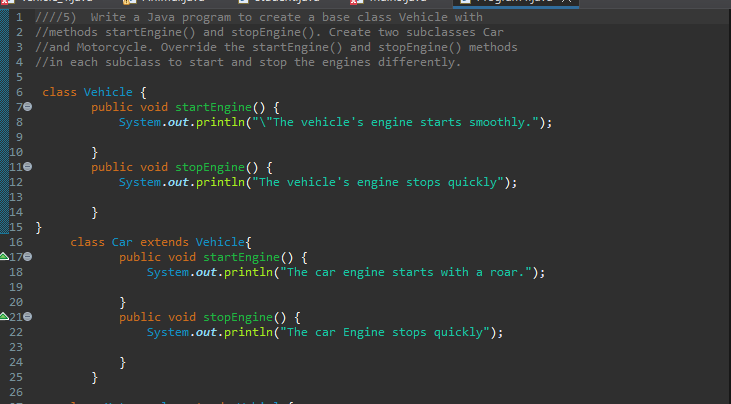 1 ////5) Write a Java program to create a base class Vehicle with
2 //methods startEngine() and stopEngine(). Create two subclasses Car
3 //and Motorcycle. Override the startEngine() and stopEngine() methods
4 //in each subclass to start and stop the engines differently.
5
6 class Vehicle {
7 public void startEngine() {
8 System.out.println("\"The vehicle's engine starts smoothly.");
9
10 }
11 public void stopEngine() {
12 System.out.println("The vehicle's engine stops quickly");
13
14 }
15 }
16 class Car extends Vehicle{
17 public void startEngine() {
18 System.out.println("The car engine starts with a roar.");
19
20 }
21 public void stopEngine() {
22 System.out.println("The car Engine stops quickly");
23
24 }
25 }
26